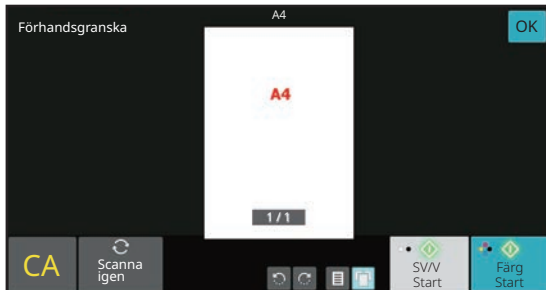 A4
Förhandsgranska
OK
A4
1/1
CA
Scanna
igen
SV/V
Start
Färg
Start